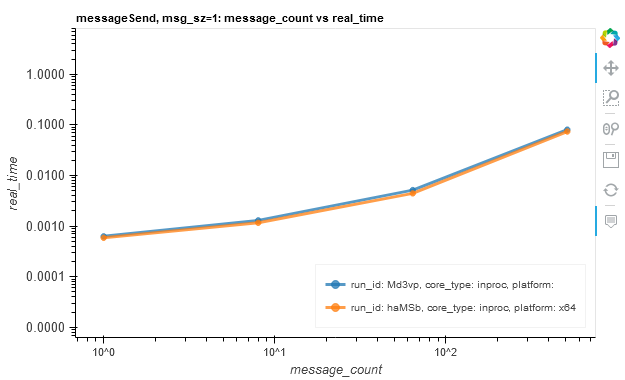 messageSend, msg_sz=1: message_count vs real_time
1.0000
0.1000
0.0100
0.0010
0.0001
0.0000
real_time
run_id: Md3vp, core_type: inproc, platform:
run_id: haMSb, core_type: inproc, platform: x64
10^0
10^1
10^2
message_count